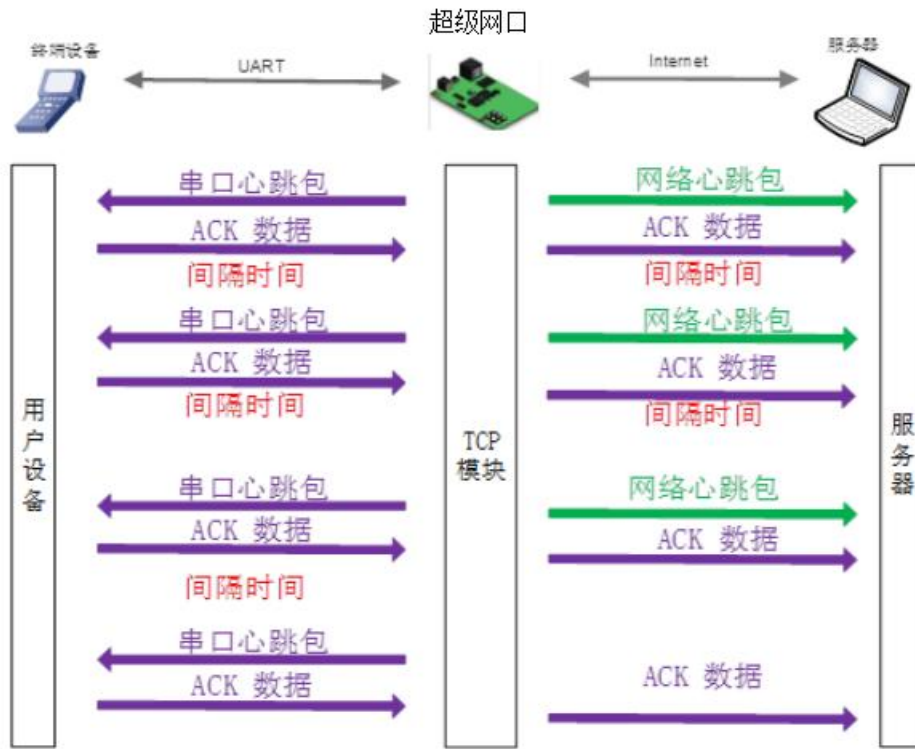 超级网口
终端设备
UART
Internet
服务器
串口心跳包
网络心跳包
ACK 数据
ACK 数据
间隔时间
间隔时间
串口心跳包
网络心跳包
ACK 数据
ACK 数据
间隔时间
间隔时间
用户设备
TCP
模块
服务器
串口心跳包
网络心跳包
ACK 数据
ACK 数据
间隔时间
串口心跳包
ACK 数据
ACK 数据